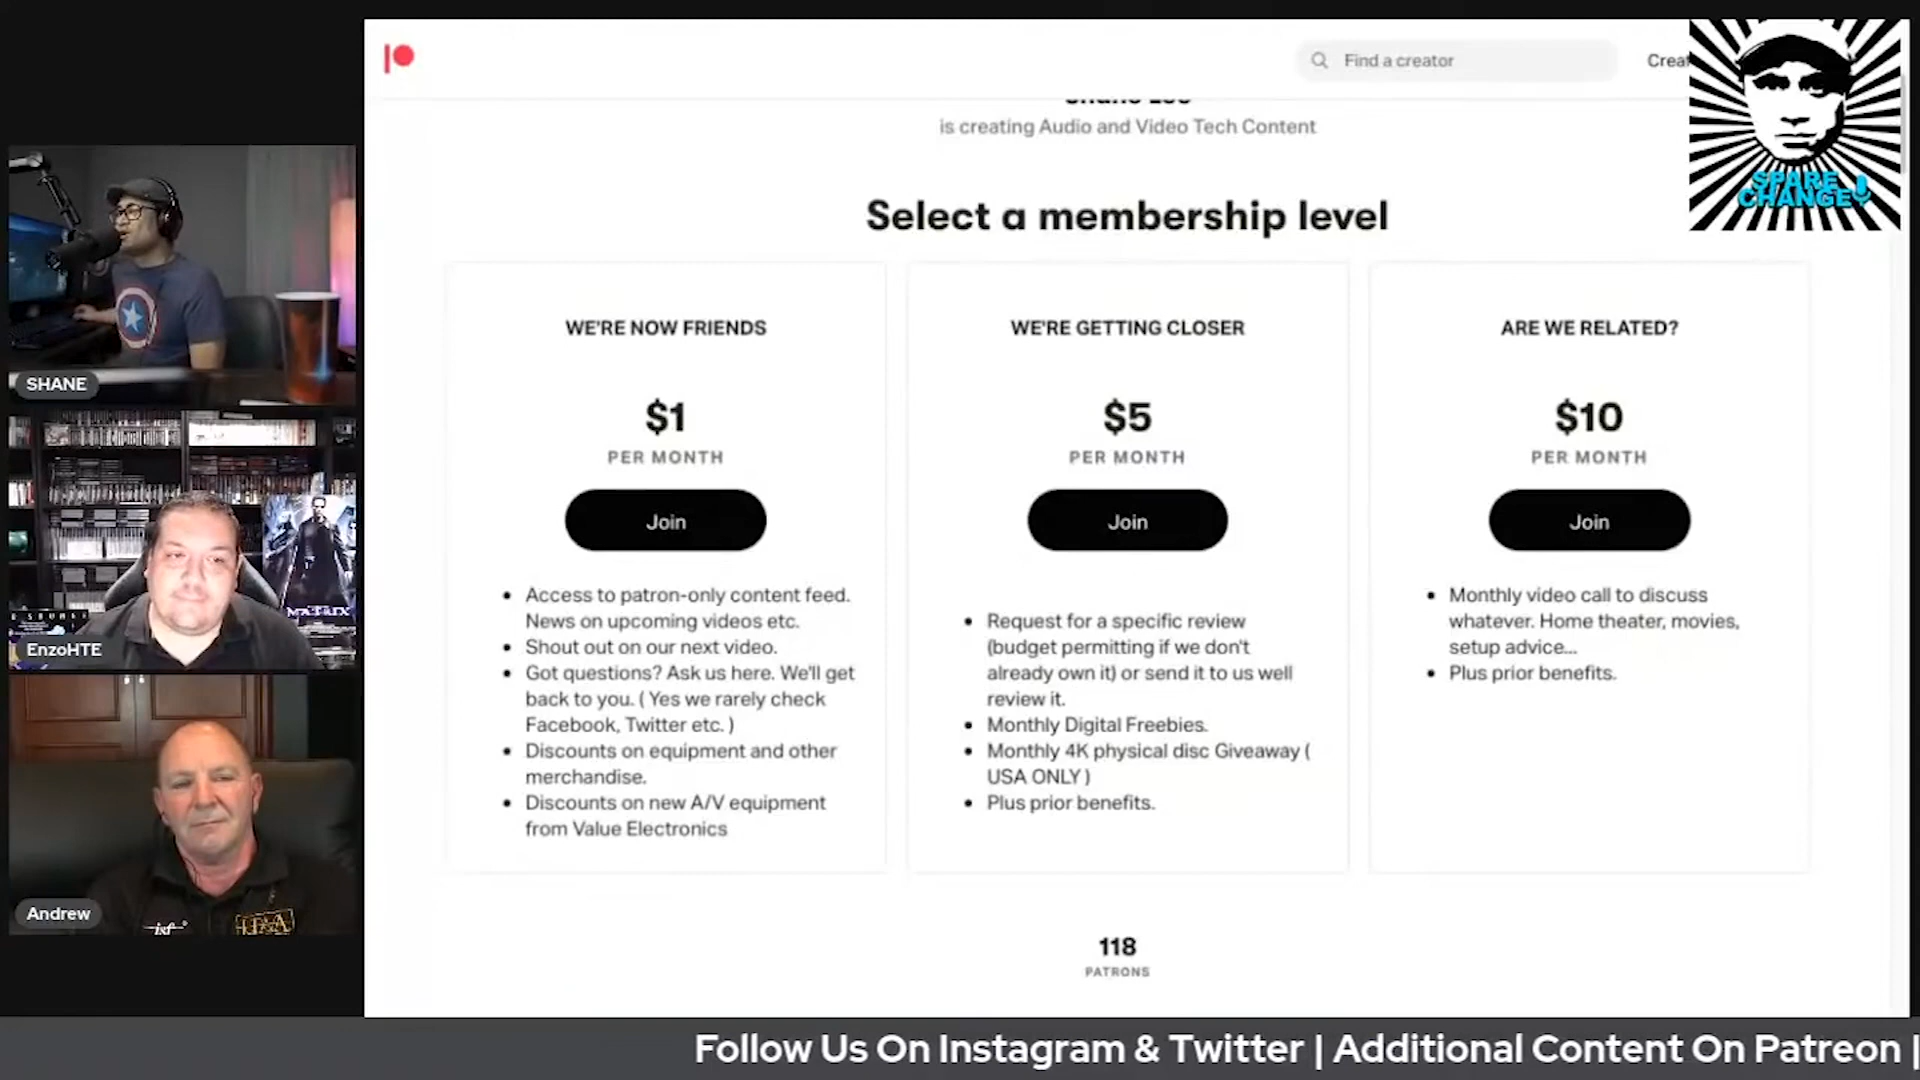 Find a creator
is creating Audio and Video Tech Content
Select a membership level
WE'RE NOW FRIENDS
$1
PER MONTH
Join
Access to patron-only content feed.
News on upcoming videos etc.
Shout out on our next video.
Got questions? Ask us here. We'll get
back to you. ( Yes we rarely check
Facebook, Twitter etc. )
Discounts on equipment and other
merchandise.
Discounts on new A/V equipment
from Value Electronics
WE'RE GETTING CLOSER
$5
PER MONTH
Join
Request for a specific review
(budget permitting if we don't
already own it) or send it to us well
review it.
Monthly Digital Freebies.
Monthly 4K physical disc Giveaway (
USA ONLY )
Plus prior benefits.
ARE WE RELATED?
$10
PER MONTH
Join
Monthly video call to discuss
whatever. Home theater, movies,
setup advice...
Plus prior benefits.
118
PATRONS
SPARE
CHANGE
SHANE
MATRIX
EnzoHTE
isf
Andrew
Follow Us On Instagram & Twitter | Additional Content On Patreon |